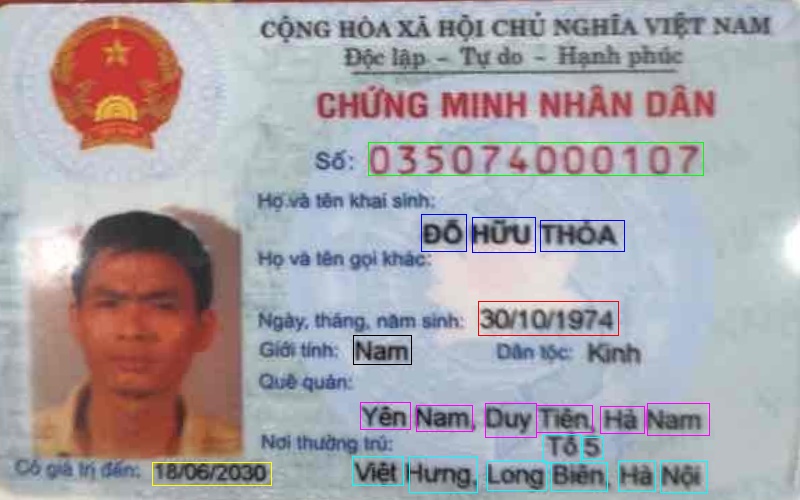 CỘNG HÒA XÃ HỘI CHỦ NGHĨA VIỆT NAM
Độc lập - Tự do - Hạnh phúc
CHỨNG MINH NHÂN DÂN
Số: 035074000107
Họ và tên khai sinh:
ĐỖ HỮU THỎA
Họ và tên gọi khác:
Ngày, tháng, năm sinh: 30/10/1974
Giới tính: Nam Dân tộc: Kinh
Quê quán:
Yên Nam, Duy Tiên, Hà Nam
Nơi thường trú: Tổ 5
Việt Hưng, Long Biên, Hà Nội
Có giá trị đến: 18/06/2030